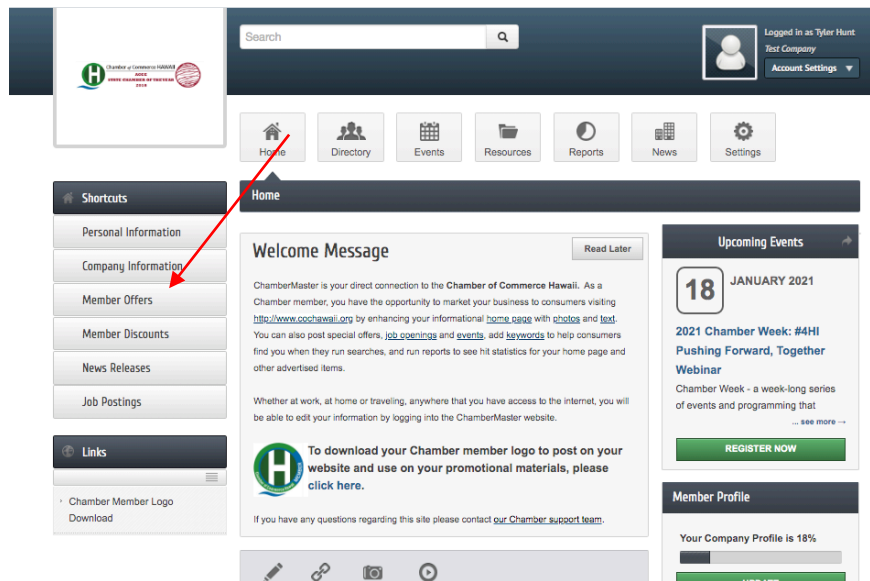 Chamber of Commerce HAWAII
ACCE
STATE CHAMBER OF THE YEAR
2016
Search
Logged in as Tyler Hunt
Test Company
Account Settings
Home
Directory
Events
Resources
Reports
News
Settings
Shortcuts
Personal Information
Company Information
Member Offers
Member Discounts
News Releases
Job Postings
Links
Chamber Member Logo
Download
Home
Welcome Message
Read Later
ChamberMaster is your direct connection to the Chamber of Commerce Hawaii. As a
Chamber member, you have the opportunity to market your business to consumers visiting
http://www.cochawaii.org by enhancing your informational home page with photos and text.
You can also post special offers, job openings and events, add keywords to help consumers
find you when they run searches, and run reports to see hit statistics for your home page and
other advertised items.
Whether at work, at home or traveling, anywhere that you have access to the internet, you will
be able to edit your information by logging into the ChamberMaster website.
To download your Chamber member logo to post on your
website and use on your promotional materials, please
click here.
If you have any questions regarding this site please contact our Chamber support team.
Upcoming Events
18
JANUARY 2021
2021 Chamber Week: #4HI
Pushing Forward, Together
Webinar
Chamber Week - a week-long series
of events and programming that
... see more →
REGISTER NOW
Member Profile
Your Company Profile is 18%